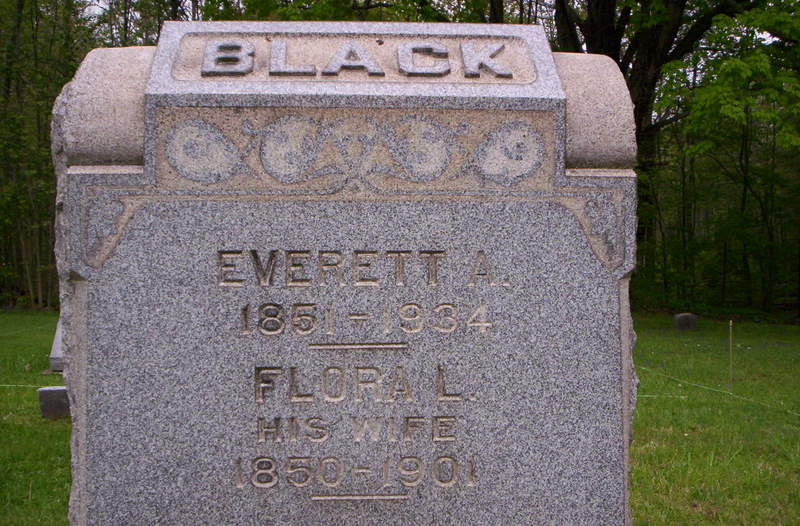 BLACK
EVERETT A.
1851-1934
FLORA L.
HIS WIFE
1850-1901